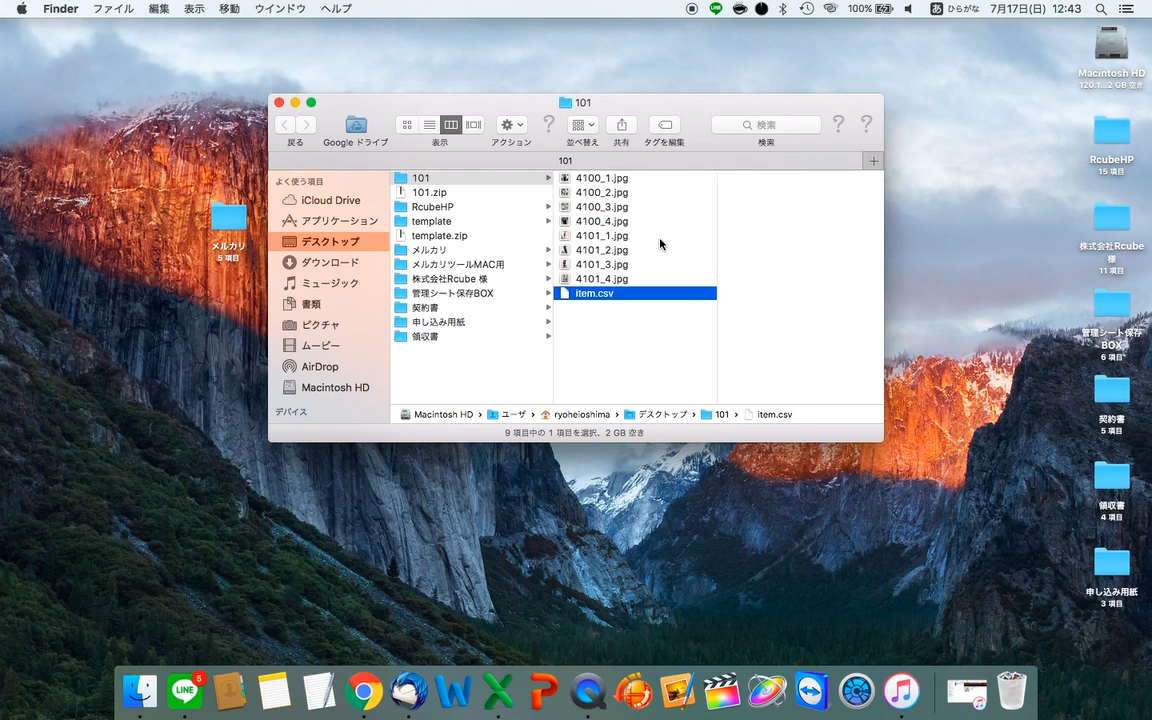 Finder ファイル 編集 表示 移動 ウインドウ ヘルプ 100% あ ひらがな 7月17日(日) 12:43
101
戻る Google ドライブ 表示 アクション 並べ替え 共有 タグを編集 検索
検索
101
よく使う項目
iCloud Drive
アプリケーション
デスクトップ
ダウンロード
ミュージック
書類
ピクチャ
ムービー
AirDrop
Macintosh HD
デバイス
101
101.zip
RcubeHP
template
template.zip
メルカリ
メルカリツールMAC用
株式会社Rcube 様
管理シート保存BOX
契約書
申し込み用紙
領収書
4100_1.jpg
4100_2.jpg
4100_3.jpg
4100_4.jpg
4101_1.jpg
4101_2.jpg
4101_3.jpg
4101_4.jpg
item.csv
Macintosh HD › ユーザ › ryoheioshima › デスクトップ › 101 › item.csv
9 項目中の 1 項目を選択、2 GB 空き
メルカリ
5 項目
Macintosh HD
120.1...2 GB 空き
RcubeHP
15 項目
株式会社Rcube
様
11 項目
管理シート保存
BOX
6 項目
契約書
5 項目
領収書
4 項目
申し込み用紙
3 項目
LINE
5